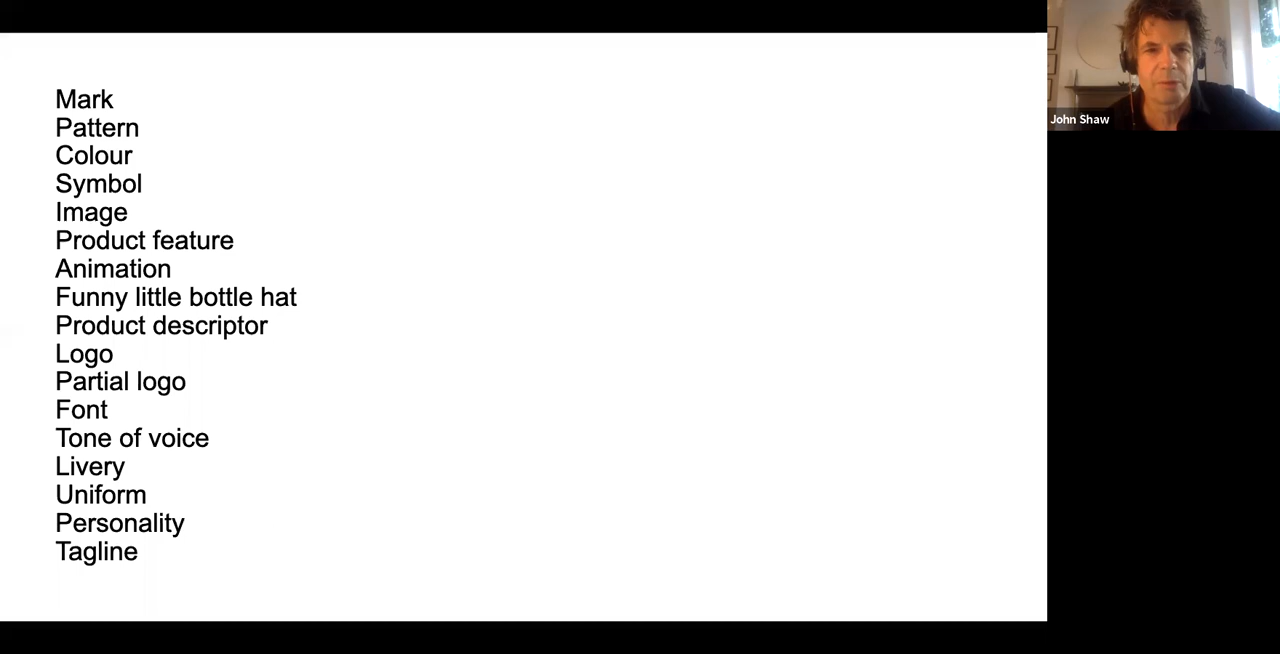 Mark
Pattern
Colour
Symbol
Image
Product feature
Animation
Funny little bottle hat
Product descriptor
Logo
Partial logo
Font
Tone of voice
Livery
Uniform
Personality
Tagline
John Shaw